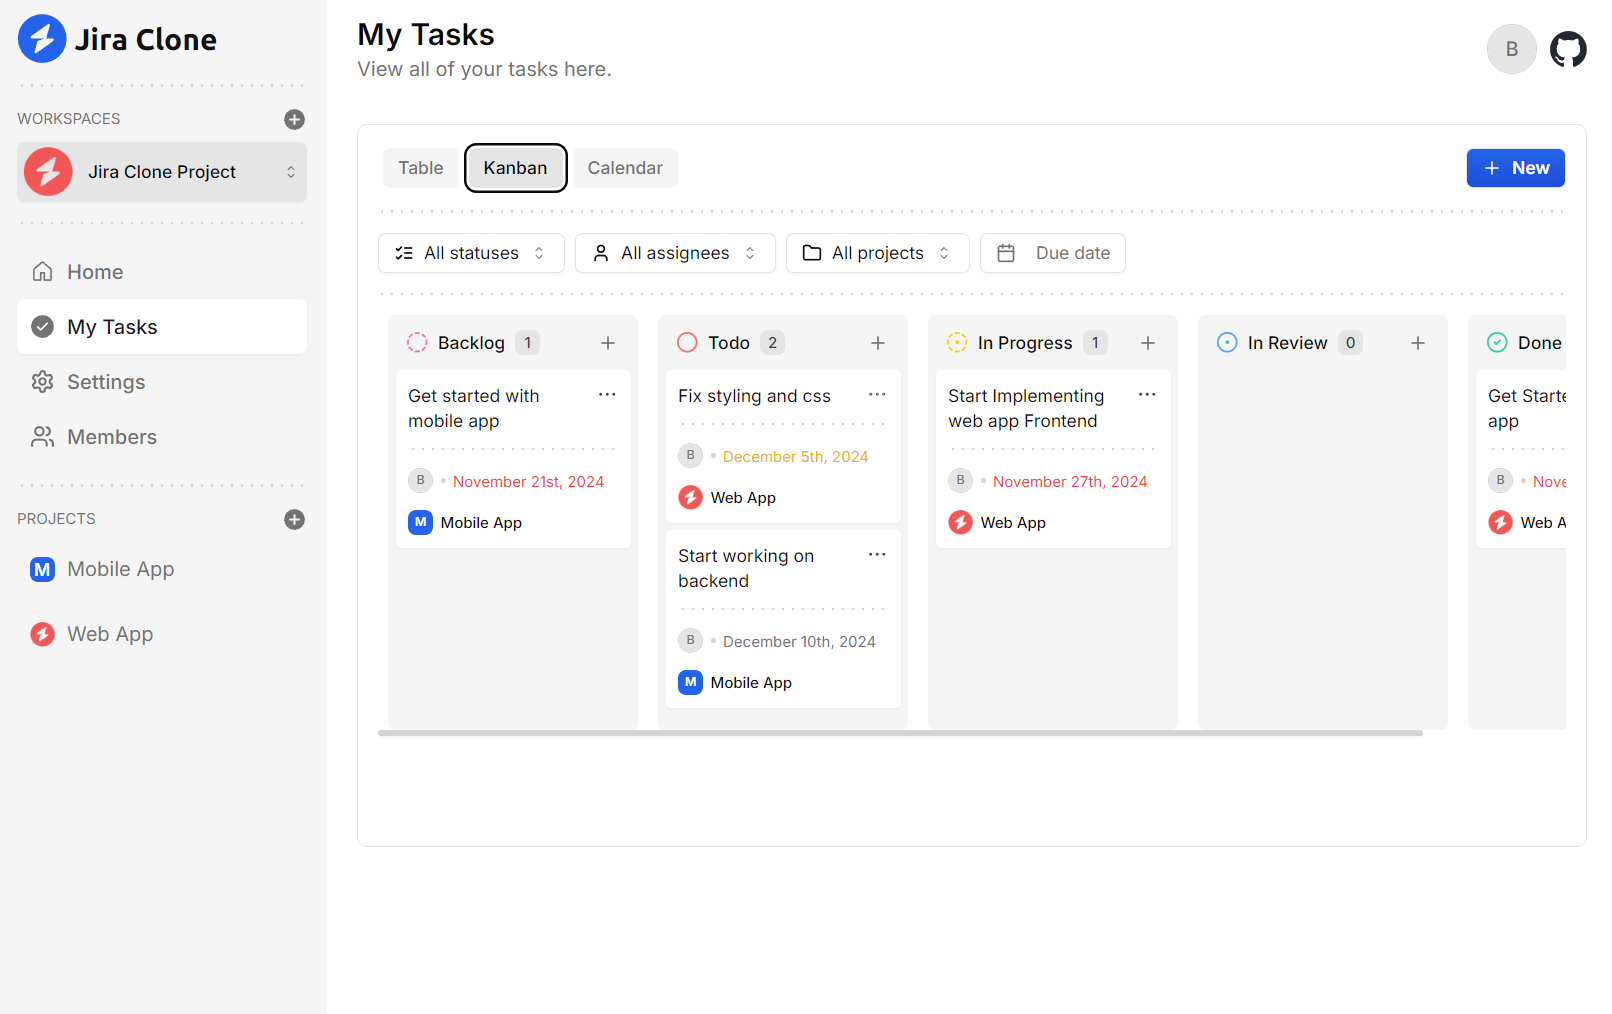 Jira Clone
WORKSPACES
Jira Clone Project
Home
My Tasks
Settings
Members
PROJECTS
M Mobile App
Web App
My Tasks
View all of your tasks here.
B
Table Kanban Calendar
New
All statuses All assignees All projects Due date
Backlog 1
Get started with
mobile app
B November 21st, 2024
M Mobile App
Todo 2
Fix styling and css
B December 5th, 2024
Web App
Start working on
backend
B December 10th, 2024
M Mobile App
In Progress 1
Start Implementing
web app Frontend
B November 27th, 2024
Web App
In Review 0
Done
Get Starte
app
B Nove
Web A